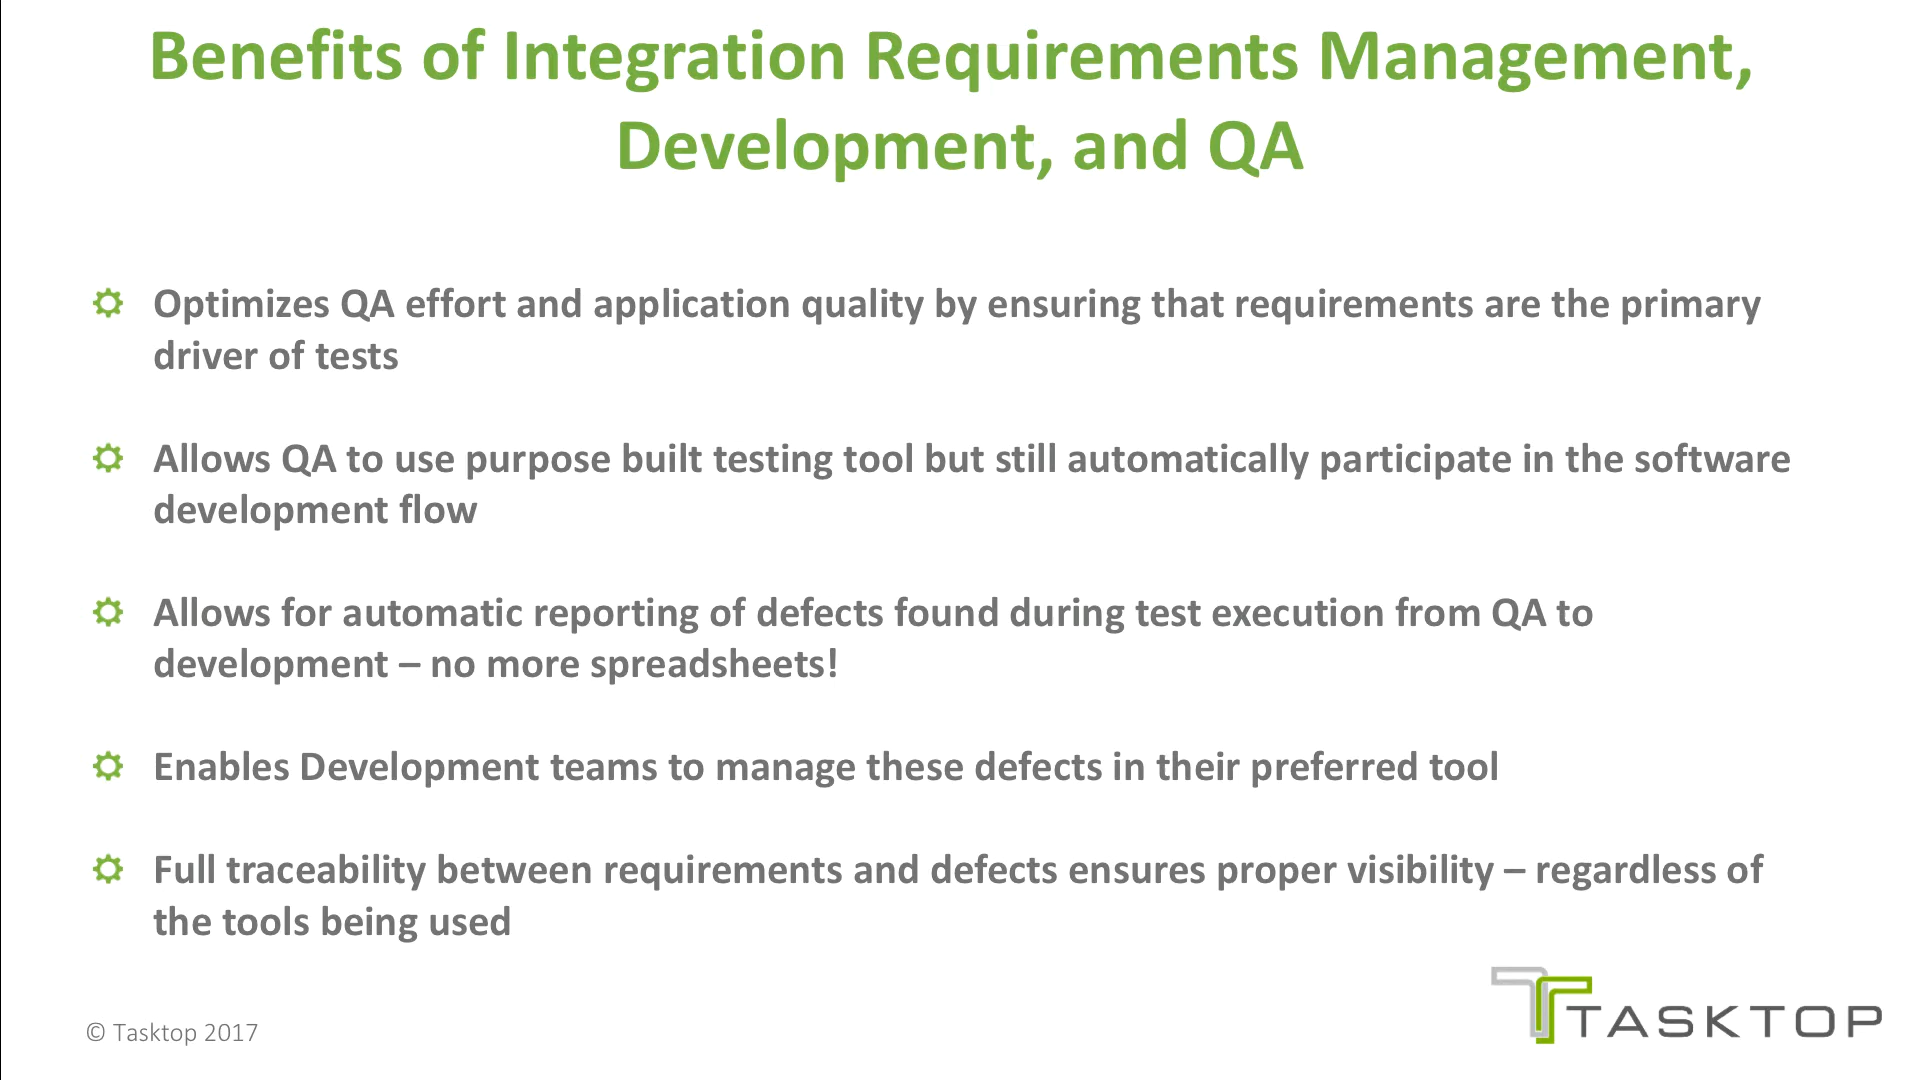 Benefits of Integration Requirements Management,
Development, and QA
Optimizes QA effort and application quality by ensuring that requirements are the primary
driver of tests
Allows QA to use purpose built testing tool but still automatically participate in the software
development flow
Allows for automatic reporting of defects found during test execution from QA to
development – no more spreadsheets!
Enables Development teams to manage these defects in their preferred tool
Full traceability between requirements and defects ensures proper visibility – regardless of
the tools being used
© Tasktop 2017
TASKTOP